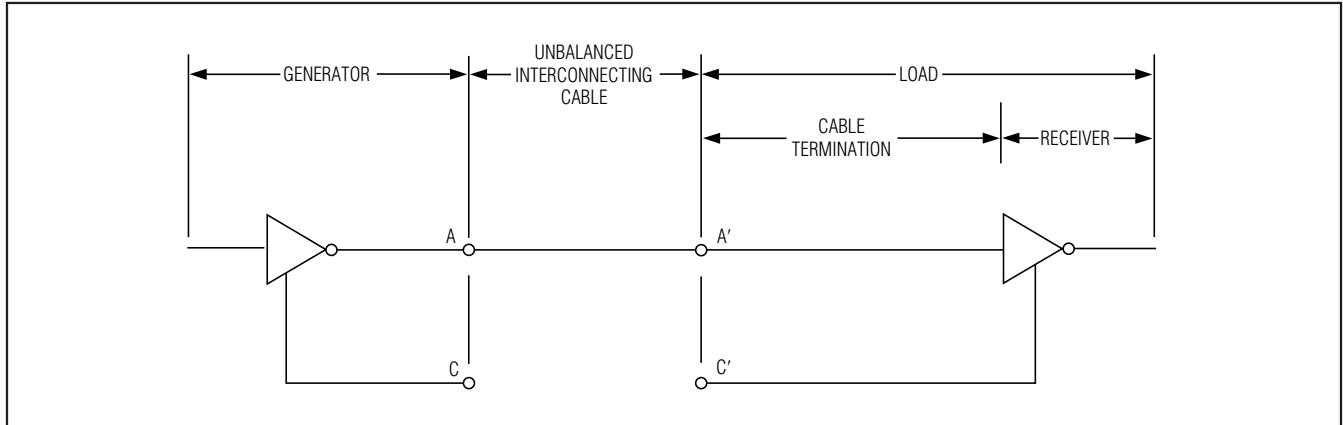 GENERATOR
UNBALANCED
INTERCONNECTING
CABLE
LOAD
CABLE
TERMINATION
RECEIVER
A
A′
C
C′